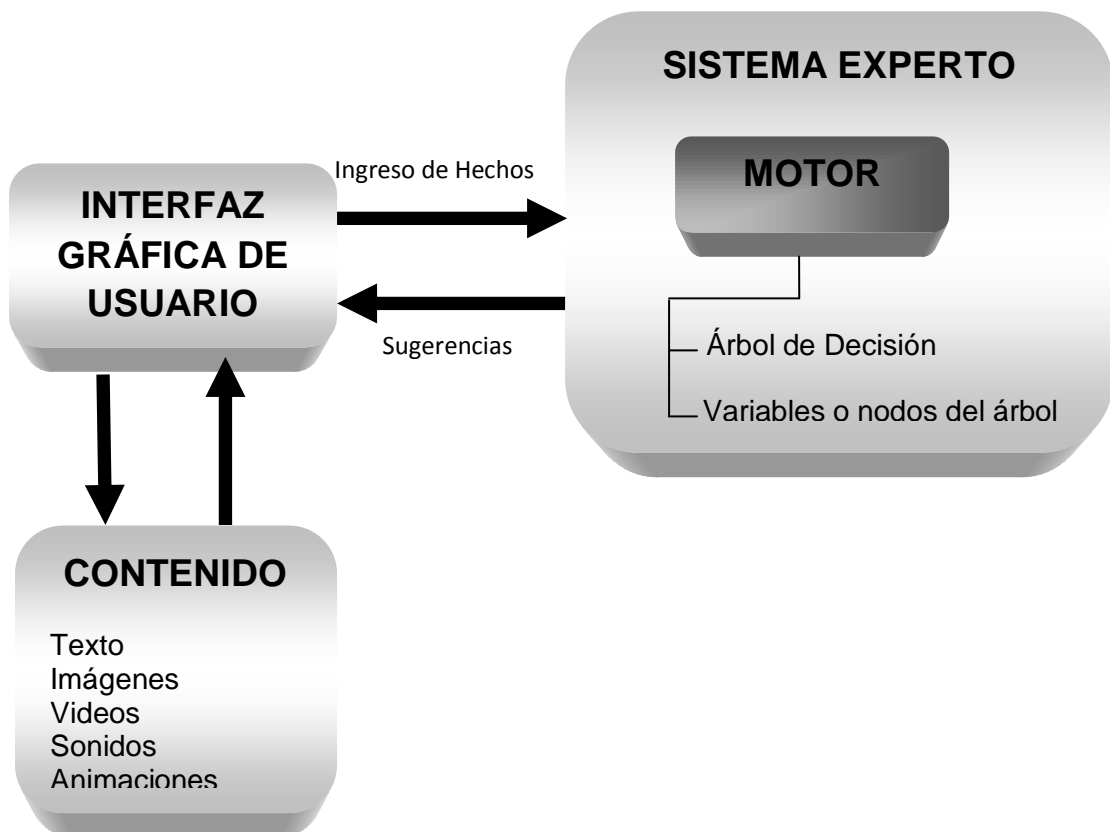 SISTEMA EXPERTO
MOTOR
Árbol de Decisión
Variables o nodos del árbol
Ingreso de Hechos
Sugerencias
INTERFAZ
GRÁFICA DE
USUARIO
CONTENIDO
Texto
Imágenes
Videos
Sonidos
Animaciones